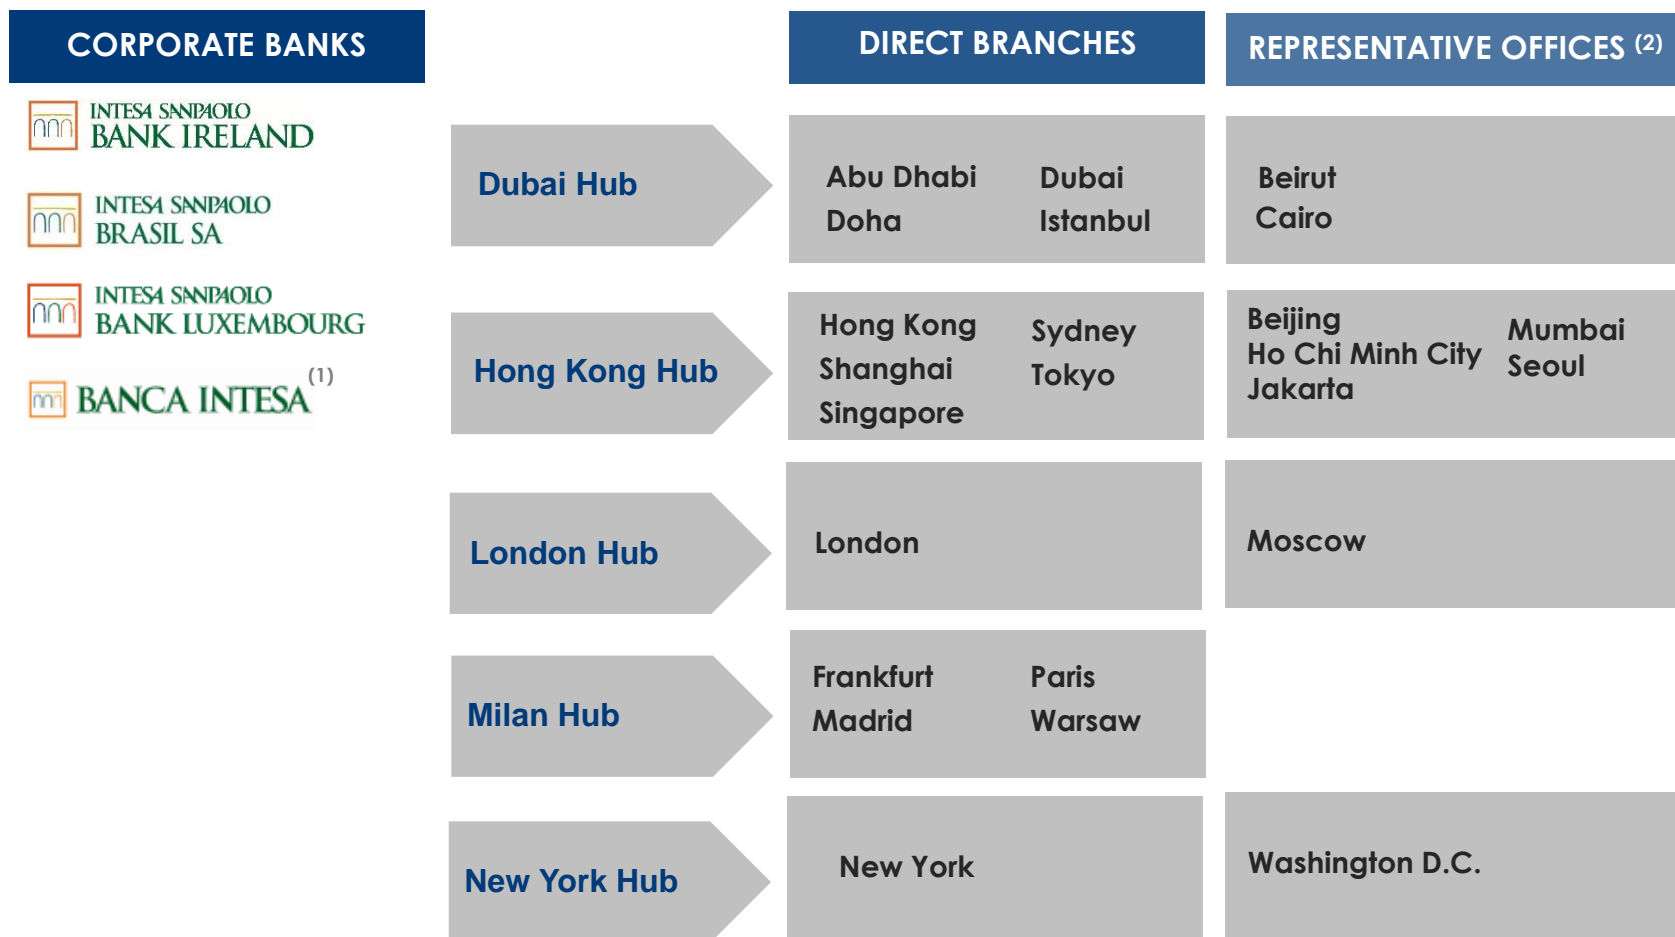 CORPORATE BANKS
DIRECT BRANCHES
REPRESENTATIVE OFFICES (2)
INTESA SANPAOLO
BANK IRELAND
INTESA SANPAOLO
BRASIL SA
INTESA SANPAOLO
BANK LUXEMBOURG
BANCA INTESA (1)
Dubai Hub
Abu Dhabi
Doha
Dubai
Istanbul
Beirut
Cairo
Hong Kong Hub
Hong Kong
Shanghai
Singapore
Sydney
Tokyo
Beijing
Ho Chi Minh City
Jakarta
Mumbai
Seoul
London Hub
London
Moscow
Milan Hub
Frankfurt
Madrid
Paris
Warsaw
New York Hub
New York
Washington D.C.